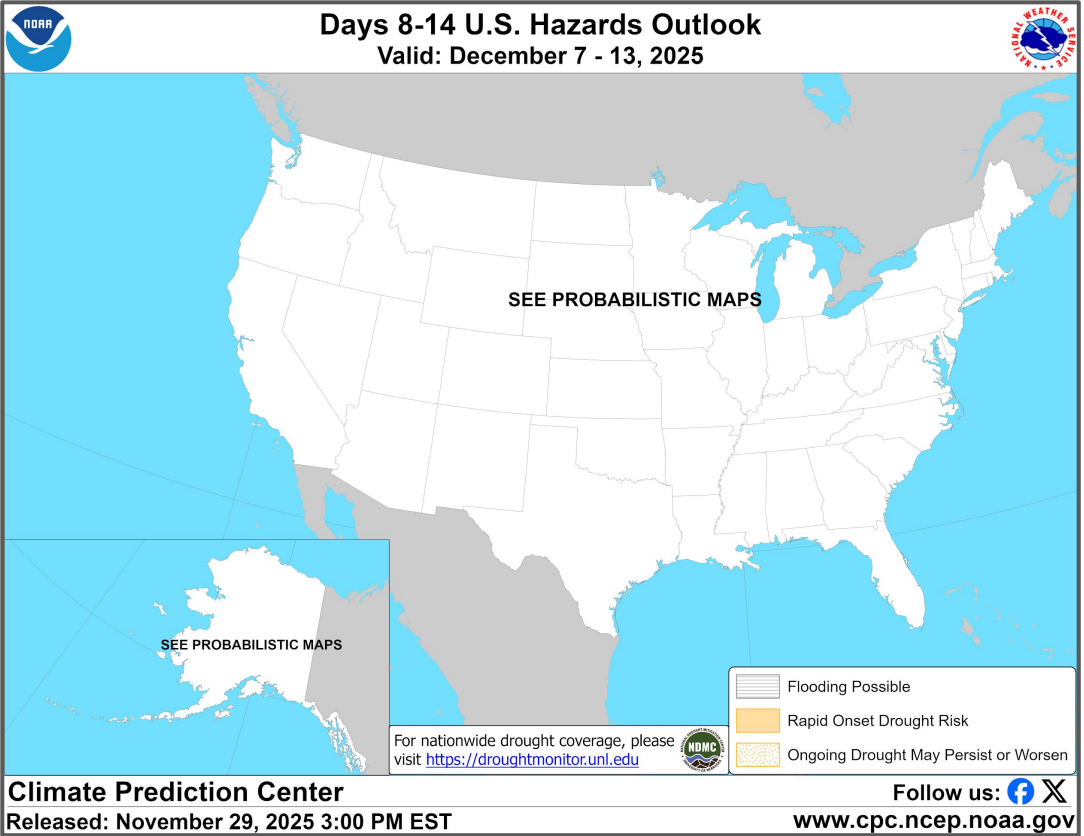 NOAA
Days 8-14 U.S. Hazards Outlook
Valid: December 7 - 13, 2025
NATIONAL WEATHER SERVICE
SEE PROBABILISTIC MAPS
SEE PROBABILISTIC MAPS
For nationwide drought coverage, please
visit https://droughtmonitor.unl.edu
NDMC
Flooding Possible
Rapid Onset Drought Risk
Ongoing Drought May Persist or Worsen
Climate Prediction Center
Follow us:
Released: November 29, 2025 3:00 PM EST
www.cpc.ncep.noaa.gov